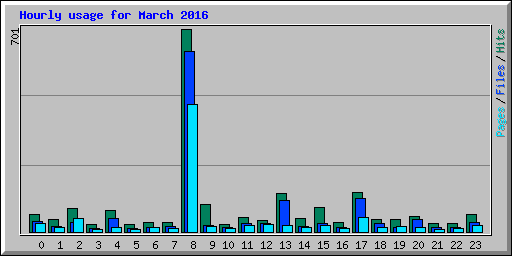 Hourly usage for March 2016
701
Pages / Files / Hits
0 1 2 3 4 5 6 7 8 9 10 11 12 13 14 15 16 17 18 19 20 21 22 23